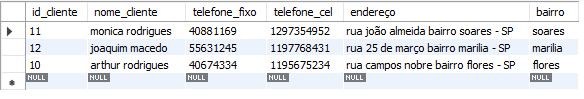 id_cliente nome_cliente telefone_fixo telefone_cel endereço bairro
11 monica rodrigues 40881169 1297354952 rua joão almeida bairro soares - SP soares
12 joaquim macedo 55631245 1197768431 rua 25 de março bairro marilia - SP marilia
10 arthur rodrigues 40674334 1195675234 rua campos nobre bairro flores - SP flores
NULL NULL NULL NULL NULL NULL